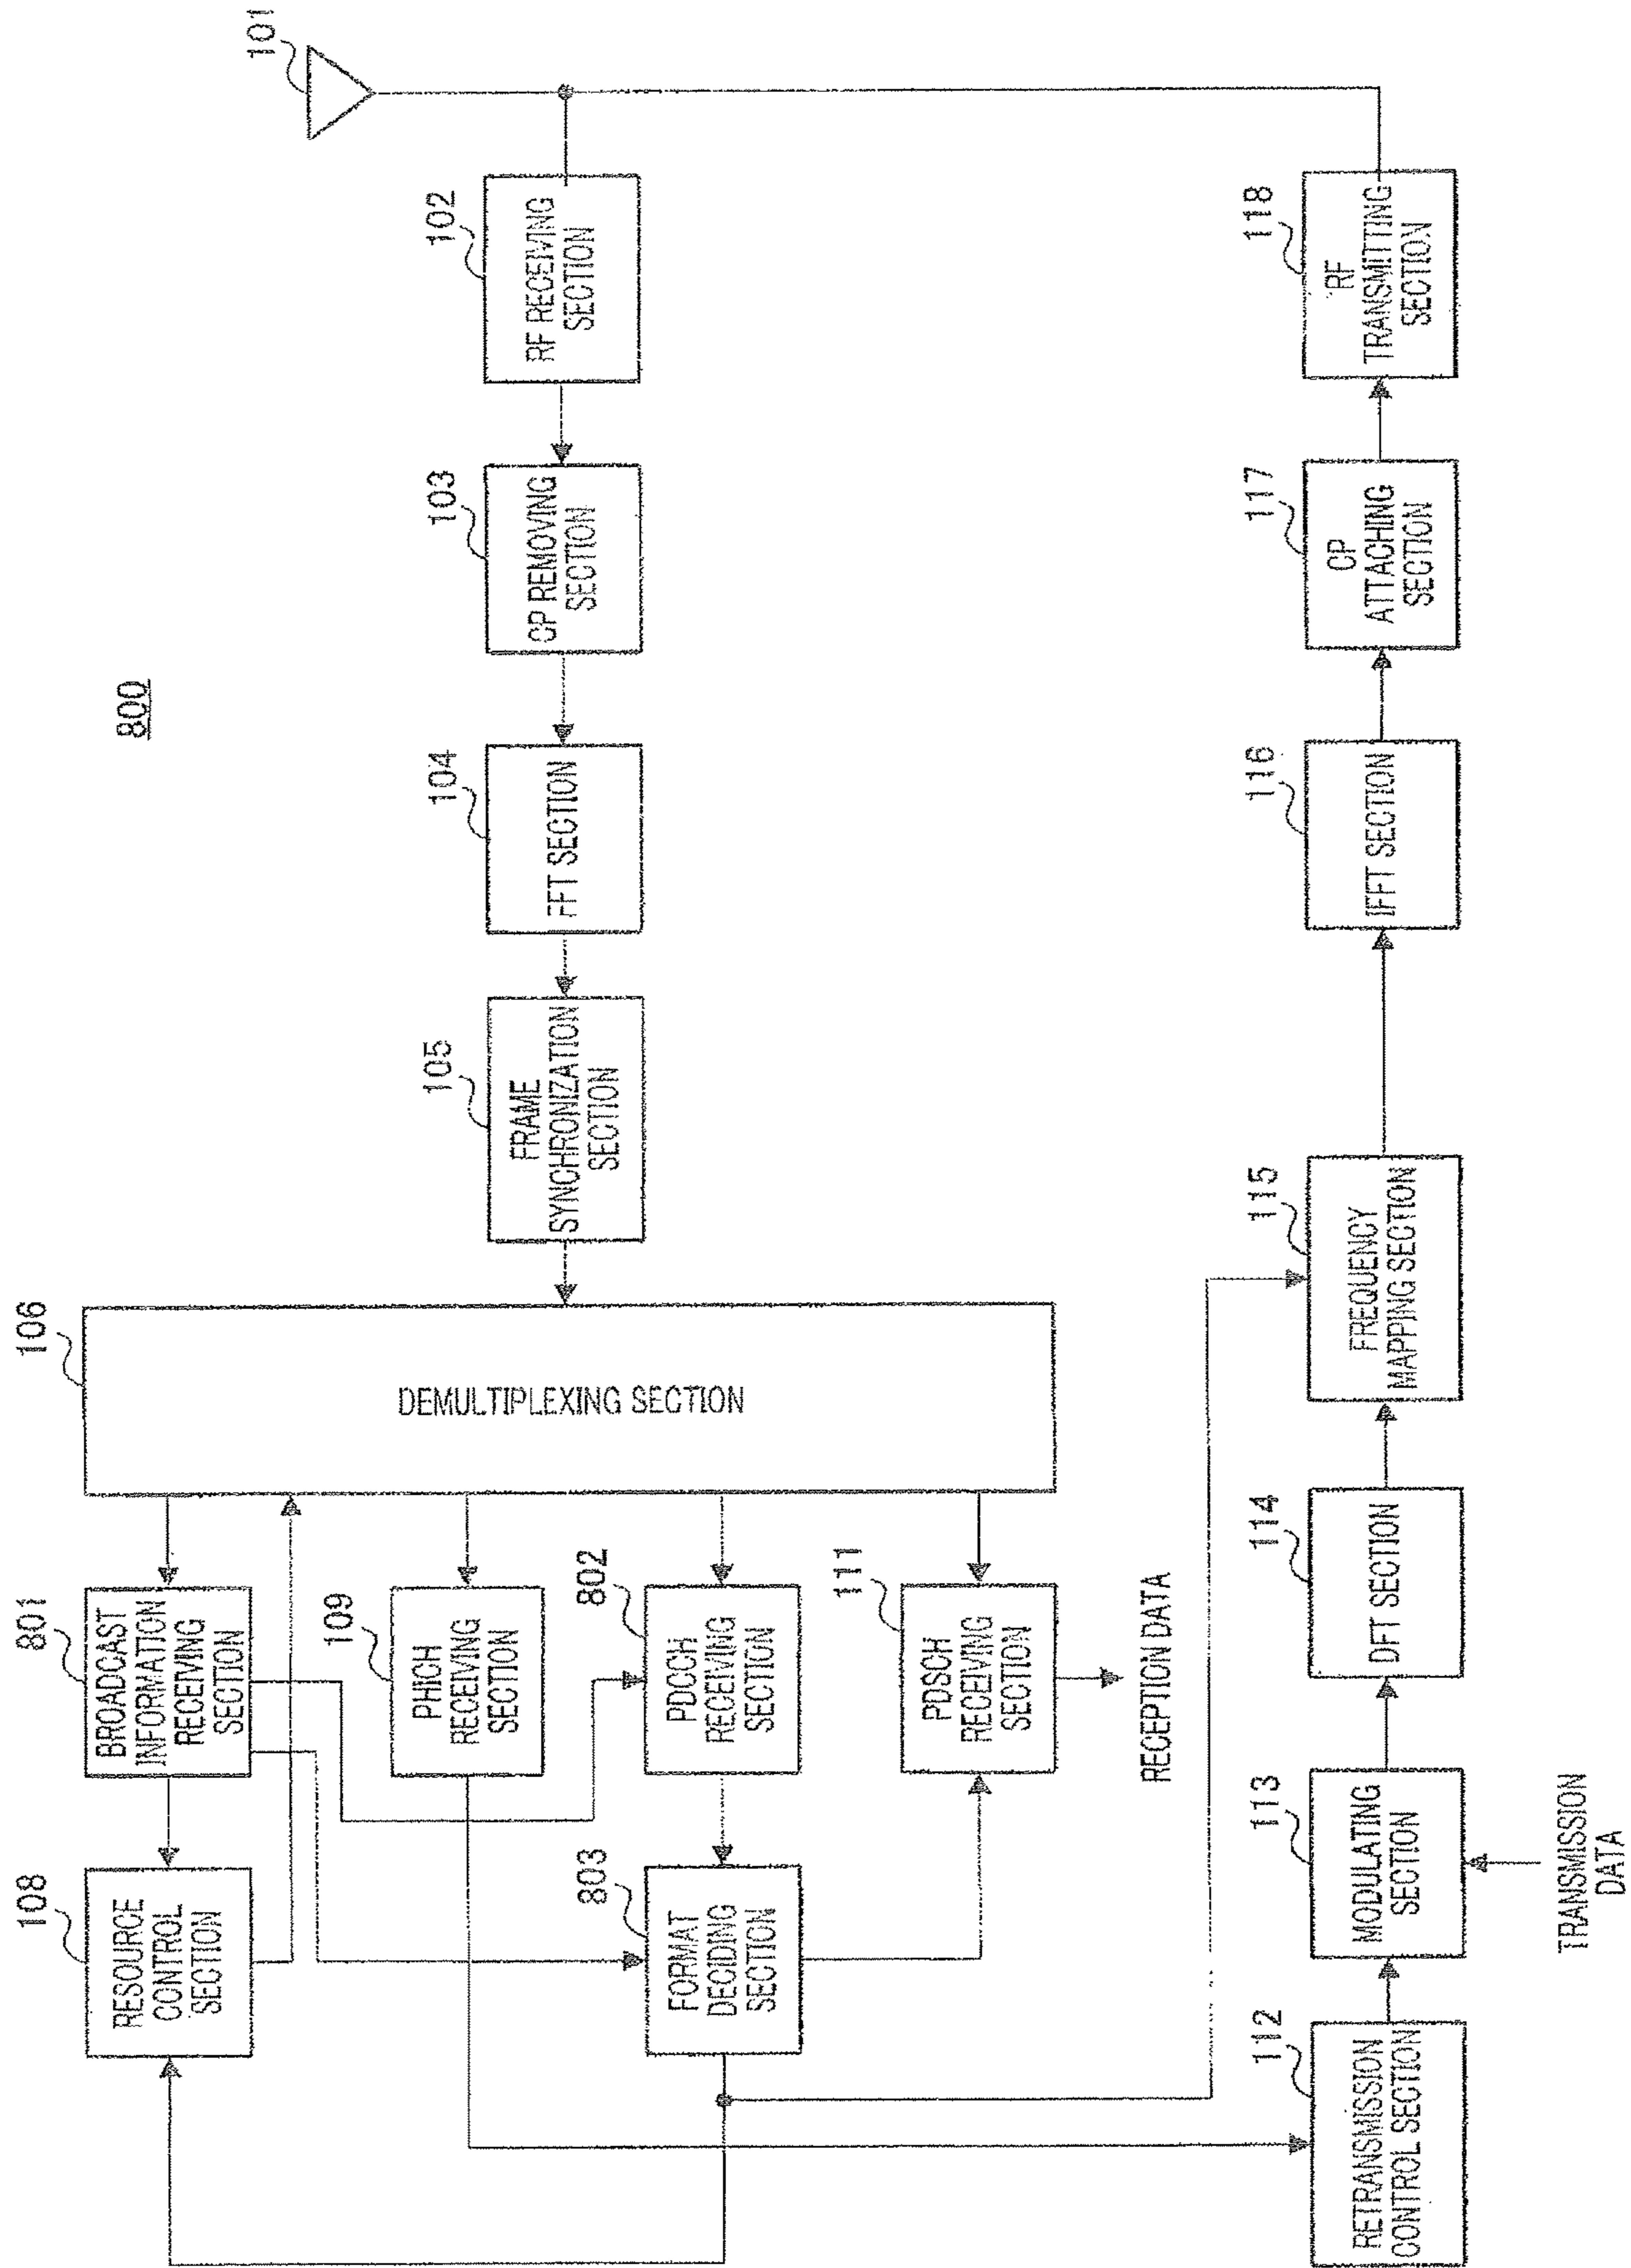 800
101
102
RF RECEIVING
SECTION
103
CP REMOVING
SECTION
104
FFT SECTION
105
FRAME
SYNCHRONIZATION
SECTION
106
DEMULTIPLEXING SECTION
801
BROADCAST
INFORMATION
RECEIVING
SECTION
108
RESOURCE
CONTROL
SECTION
109
PHICH
RECEIVING
SECTION
802
PDCCH
RECEIVING
SECTION
803
FORMAT
DECIDING
SECTION
111
PDSCH
RECEIVING
SECTION
RECEPTION DATA
112
RETRANSMISSION
CONTROL SECTION
113
MODULATING
SECTION
TRANSMISSION
DATA
114
DFT SECTION
115
FREQUENCY
MAPPING SECTION
116
IFFT SECTION
117
CP
ATTACHING
SECTION
118
RF
TRANSMITTING
SECTION